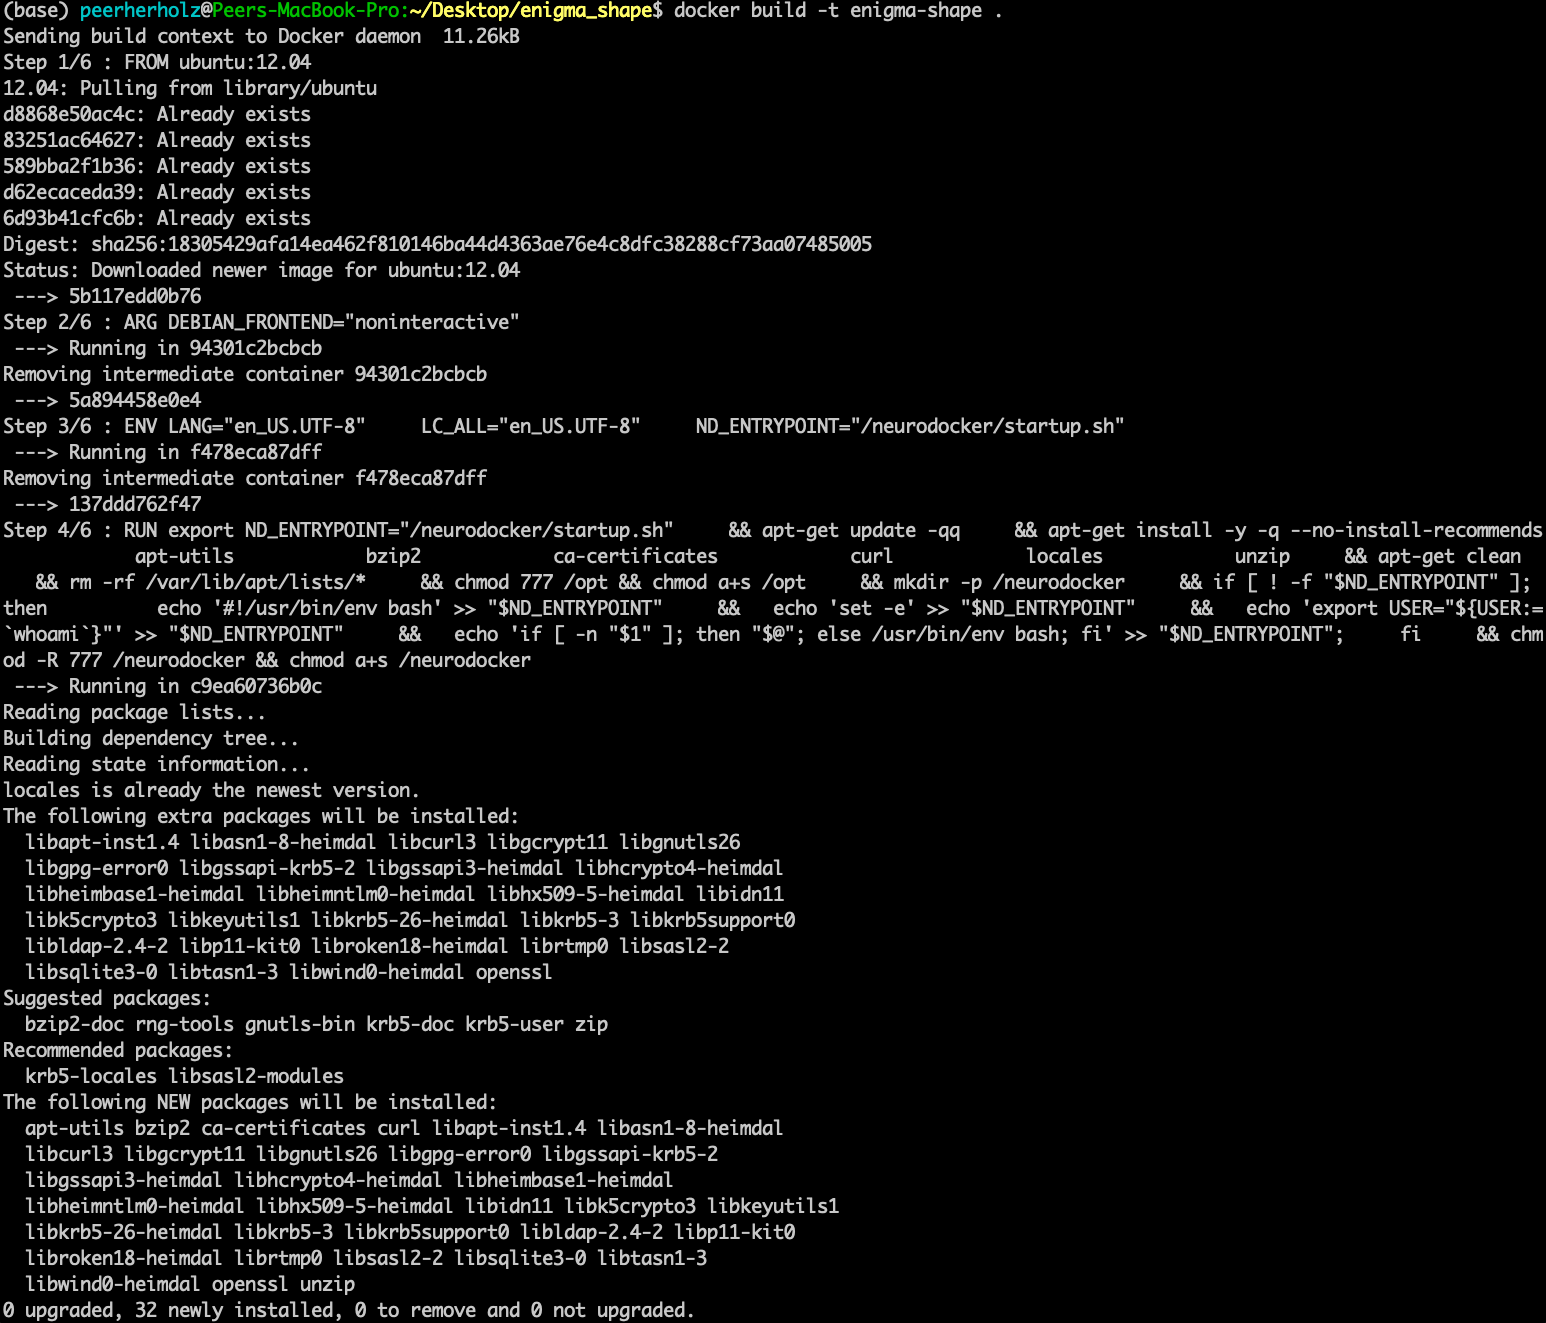 (base) peerherholz@Peers-MacBook-Pro:~/Desktop/enigma_shape$ docker build -t enigma-shape .
Sending build context to Docker daemon  11.26kB
Step 1/6 : FROM ubuntu:12.04
12.04: Pulling from library/ubuntu
d8868e50ac4c: Already exists
83251ac64627: Already exists
589bba2f1b36: Already exists
d62ecaceda39: Already exists
6d93b41cfc6b: Already exists
Digest: sha256:18305429afa14ea462f810146ba44d4363ae76e4c8dfc38288cf73aa07485005
Status: Downloaded newer image for ubuntu:12.04
 ---> 5b117edd0b76
Step 2/6 : ARG DEBIAN_FRONTEND="noninteractive"
 ---> Running in 94301c2bcbcb
Removing intermediate container 94301c2bcbcb
 ---> 5a894458e0e4
Step 3/6 : ENV LANG="en_US.UTF-8"     LC_ALL="en_US.UTF-8"     ND_ENTRYPOINT="/neurodocker/startup.sh"
 ---> Running in f478eca87dff
Removing intermediate container f478eca87dff
 ---> 137ddd762f47
Step 4/6 : RUN export ND_ENTRYPOINT="/neurodocker/startup.sh"     && apt-get update -qq     && apt-get install -y -q --no-install-recommends
            apt-utils            bzip2            ca-certificates            curl            locales            unzip     && apt-get clean
   && rm -rf /var/lib/apt/lists/*     && chmod 777 /opt && chmod a+s /opt     && mkdir -p /neurodocker     && if [ ! -f "$ND_ENTRYPOINT" ];
then          echo '#!/usr/bin/env bash' >> "$ND_ENTRYPOINT"     &&   echo 'set -e' >> "$ND_ENTRYPOINT"     &&   echo 'export USER="${USER:=
`whoami`}"' >> "$ND_ENTRYPOINT"     &&   echo 'if [ -n "$1" ]; then "$@"; else /usr/bin/env bash; fi' >> "$ND_ENTRYPOINT";     fi     && chm
od -R 777 /neurodocker && chmod a+s /neurodocker
 ---> Running in c9ea60736b0c
Reading package lists...
Building dependency tree...
Reading state information...
locales is already the newest version.
The following extra packages will be installed:
  libapt-inst1.4 libasn1-8-heimdal libcurl3 libgcrypt11 libgnutls26
  libgpg-error0 libgssapi-krb5-2 libgssapi3-heimdal libhcrypto4-heimdal
  libheimbase1-heimdal libheimntlm0-heimdal libhx509-5-heimdal libidn11
  libk5crypto3 libkeyutils1 libkrb5-26-heimdal libkrb5-3 libkrb5support0
  libldap-2.4-2 libp11-kit0 libroken18-heimdal librtmp0 libsasl2-2
  libsqlite3-0 libtasn1-3 libwind0-heimdal openssl
Suggested packages:
  bzip2-doc rng-tools gnutls-bin krb5-doc krb5-user zip
Recommended packages:
  krb5-locales libsasl2-modules
The following NEW packages will be installed:
  apt-utils bzip2 ca-certificates curl libapt-inst1.4 libasn1-8-heimdal
  libcurl3 libgcrypt11 libgnutls26 libgpg-error0 libgssapi-krb5-2
  libgssapi3-heimdal libhcrypto4-heimdal libheimbase1-heimdal
  libheimntlm0-heimdal libhx509-5-heimdal libidn11 libk5crypto3 libkeyutils1
  libkrb5-26-heimdal libkrb5-3 libkrb5support0 libldap-2.4-2 libp11-kit0
  libroken18-heimdal librtmp0 libsasl2-2 libsqlite3-0 libtasn1-3
  libwind0-heimdal openssl unzip
0 upgraded, 32 newly installed, 0 to remove and 0 not upgraded.